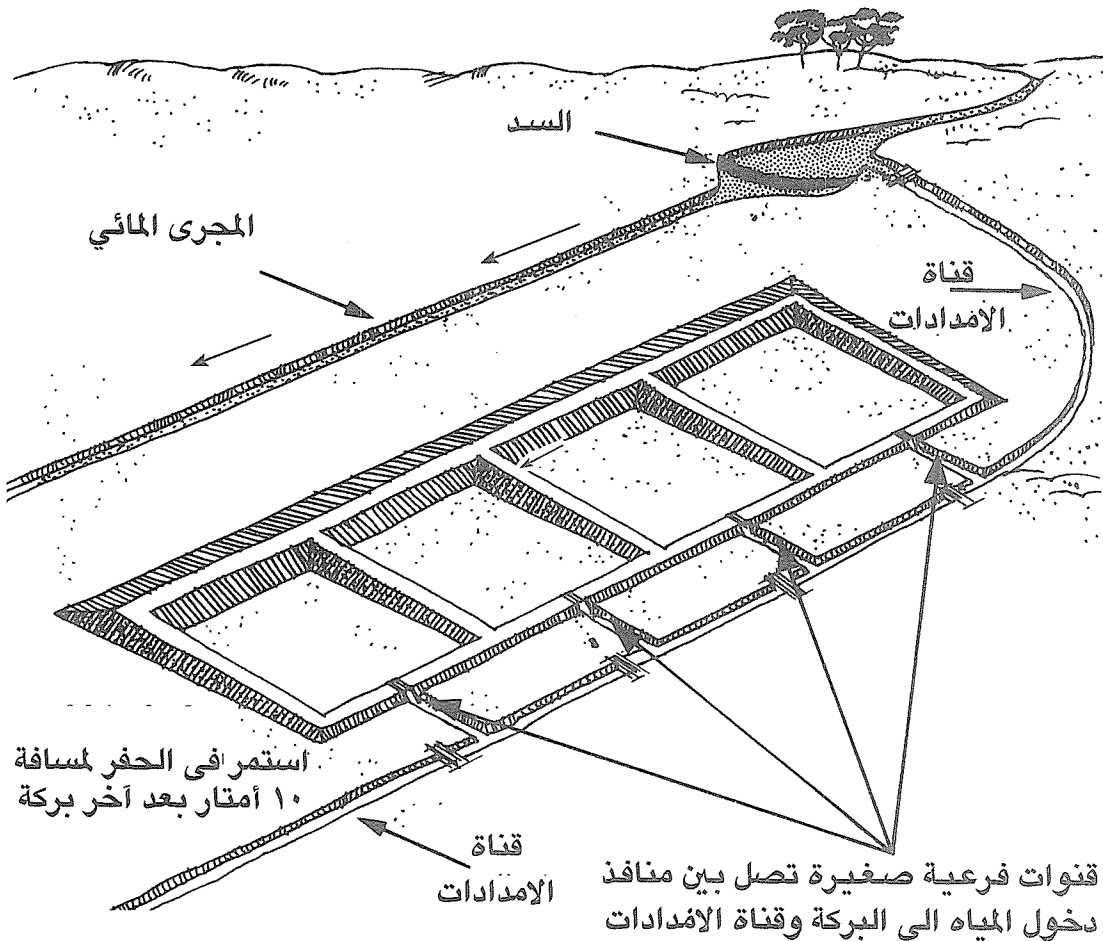 السد
المجرى المائي
قناة
الامدادات
استمر فى الحفر لمسافة
١٠ أمتار بعد آخر بركة
قناة
الامدادات
قنوات فرعية صغيرة تصل بين منافذ
دخول المياه الى البركة وقناة الامدادات